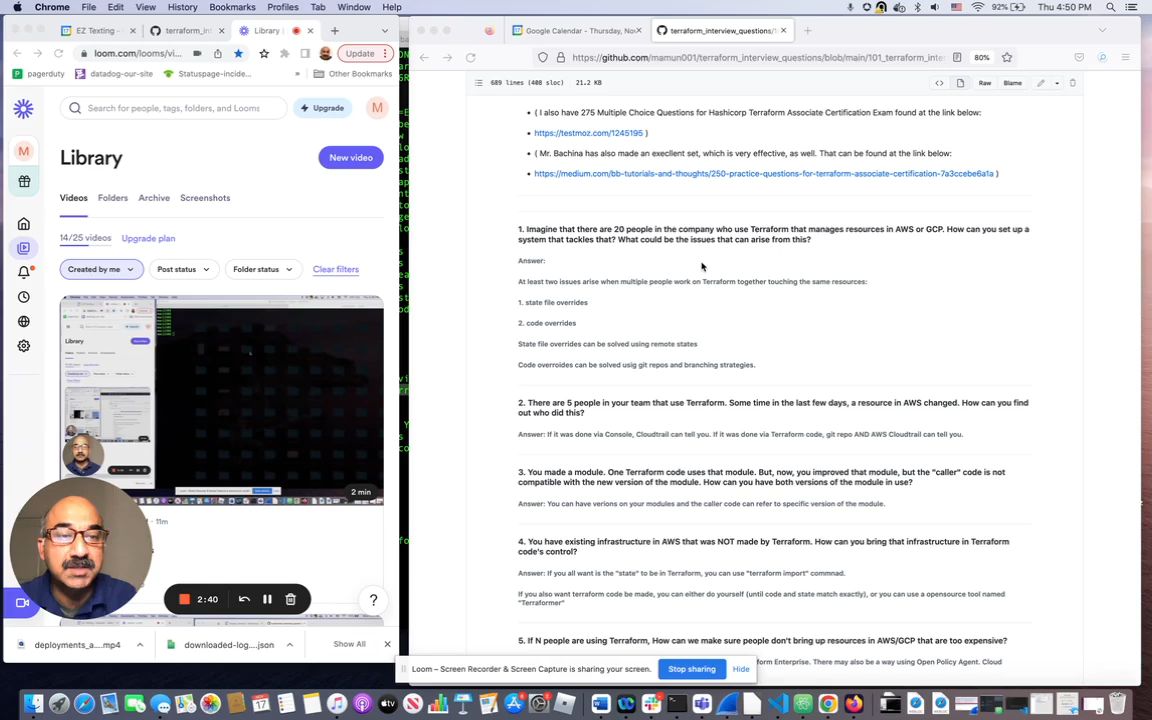 Chrome File Edit View History Bookmarks Profiles Tab Window Help
92% Thu 4:50 PM
EZ Texting -
terraform_in
Library |
loom.com/looms/vi
Update
pagerduty
datadog-our-site
Statuspage-incide...
Other Bookmarks
Search for people, tags, folders, and Looms
Upgrade
M
M
Library
New video
Videos
Folders
Archive
Screenshots
14/25 videos
Upgrade plan
Created by me
Post status
Folder status
Clear filters
Library
2 min
11m
2:40
?
deployments_a....mp4
downloaded-log....json
Show All
Google Calendar - Thursday, Nov
terraform_interview_questions/
https://github.com/mamun001/terraform_interview_questions/blob/main/101_terraform_inte
80%
689 lines (408 sloc) 21.2 KB
Raw
Blame
( I also have 275 Multiple Choice Questions for Hashicorp Terraform Associate Certification Exam found at the link below:
https://testmoz.com/1245195 )
( Mr. Bachina has also made an execllent set, which is very effective, as well. That can be found at the link below:
https://medium.com/bb-tutorials-and-thoughts/250-practice-questions-for-terraform-associate-certification-7a3ccebe6a1a )
1. Imagine that there are 20 people in the company who use Terraform that manages resources in AWS or GCP. How can you set up a
system that tackles that? What could be the issues that can arise from this?
Answer:
At least two issues arise when multiple people work on Terraform together touching the same resources:
1. state file overrides
2. code overrides
State file overrides can be solved using remote states
Code overroides can be solved usig git repos and branching strategies.
2. There are 5 people in your team that use Terraform. Some time in the last few days, a resource in AWS changed. How can you find
out who did this?
Answer: If it was done via Console, Cloudtrail can tell you. If it was done via Terraform code, git repo AND AWS Cloudtrail can tell you.
3. You made a module. One Terraform code uses that module. But, now, you improved that module, but the "caller" code is not
compatible with the new version of the module. How can you have both versions of the module in use?
Answer: You can have verions on your modules and the caller code can refer to specific version of the module.
4. You have existing infrastructure in AWS that was NOT made by Terraform. How can you bring that infrastructure in Terraform
code's control?
Answer: If you all want is the "state" to be in Terraform, you can use "terraform import" commnad.
If you also want terraform code be made, you can either do yourself (until code and state match exactly), or you can use a opensource tool named
"Terraformer"
5. If N people are using Terraform, How can we make sure people don't bring up resources in AWS/GCP that are too expensive?
rm Enterprise. There may also be a way using Open Policy Agent. Cloud
Loom – Screen Recorder & Screen Capture is sharing your screen.
Stop sharing
Hide